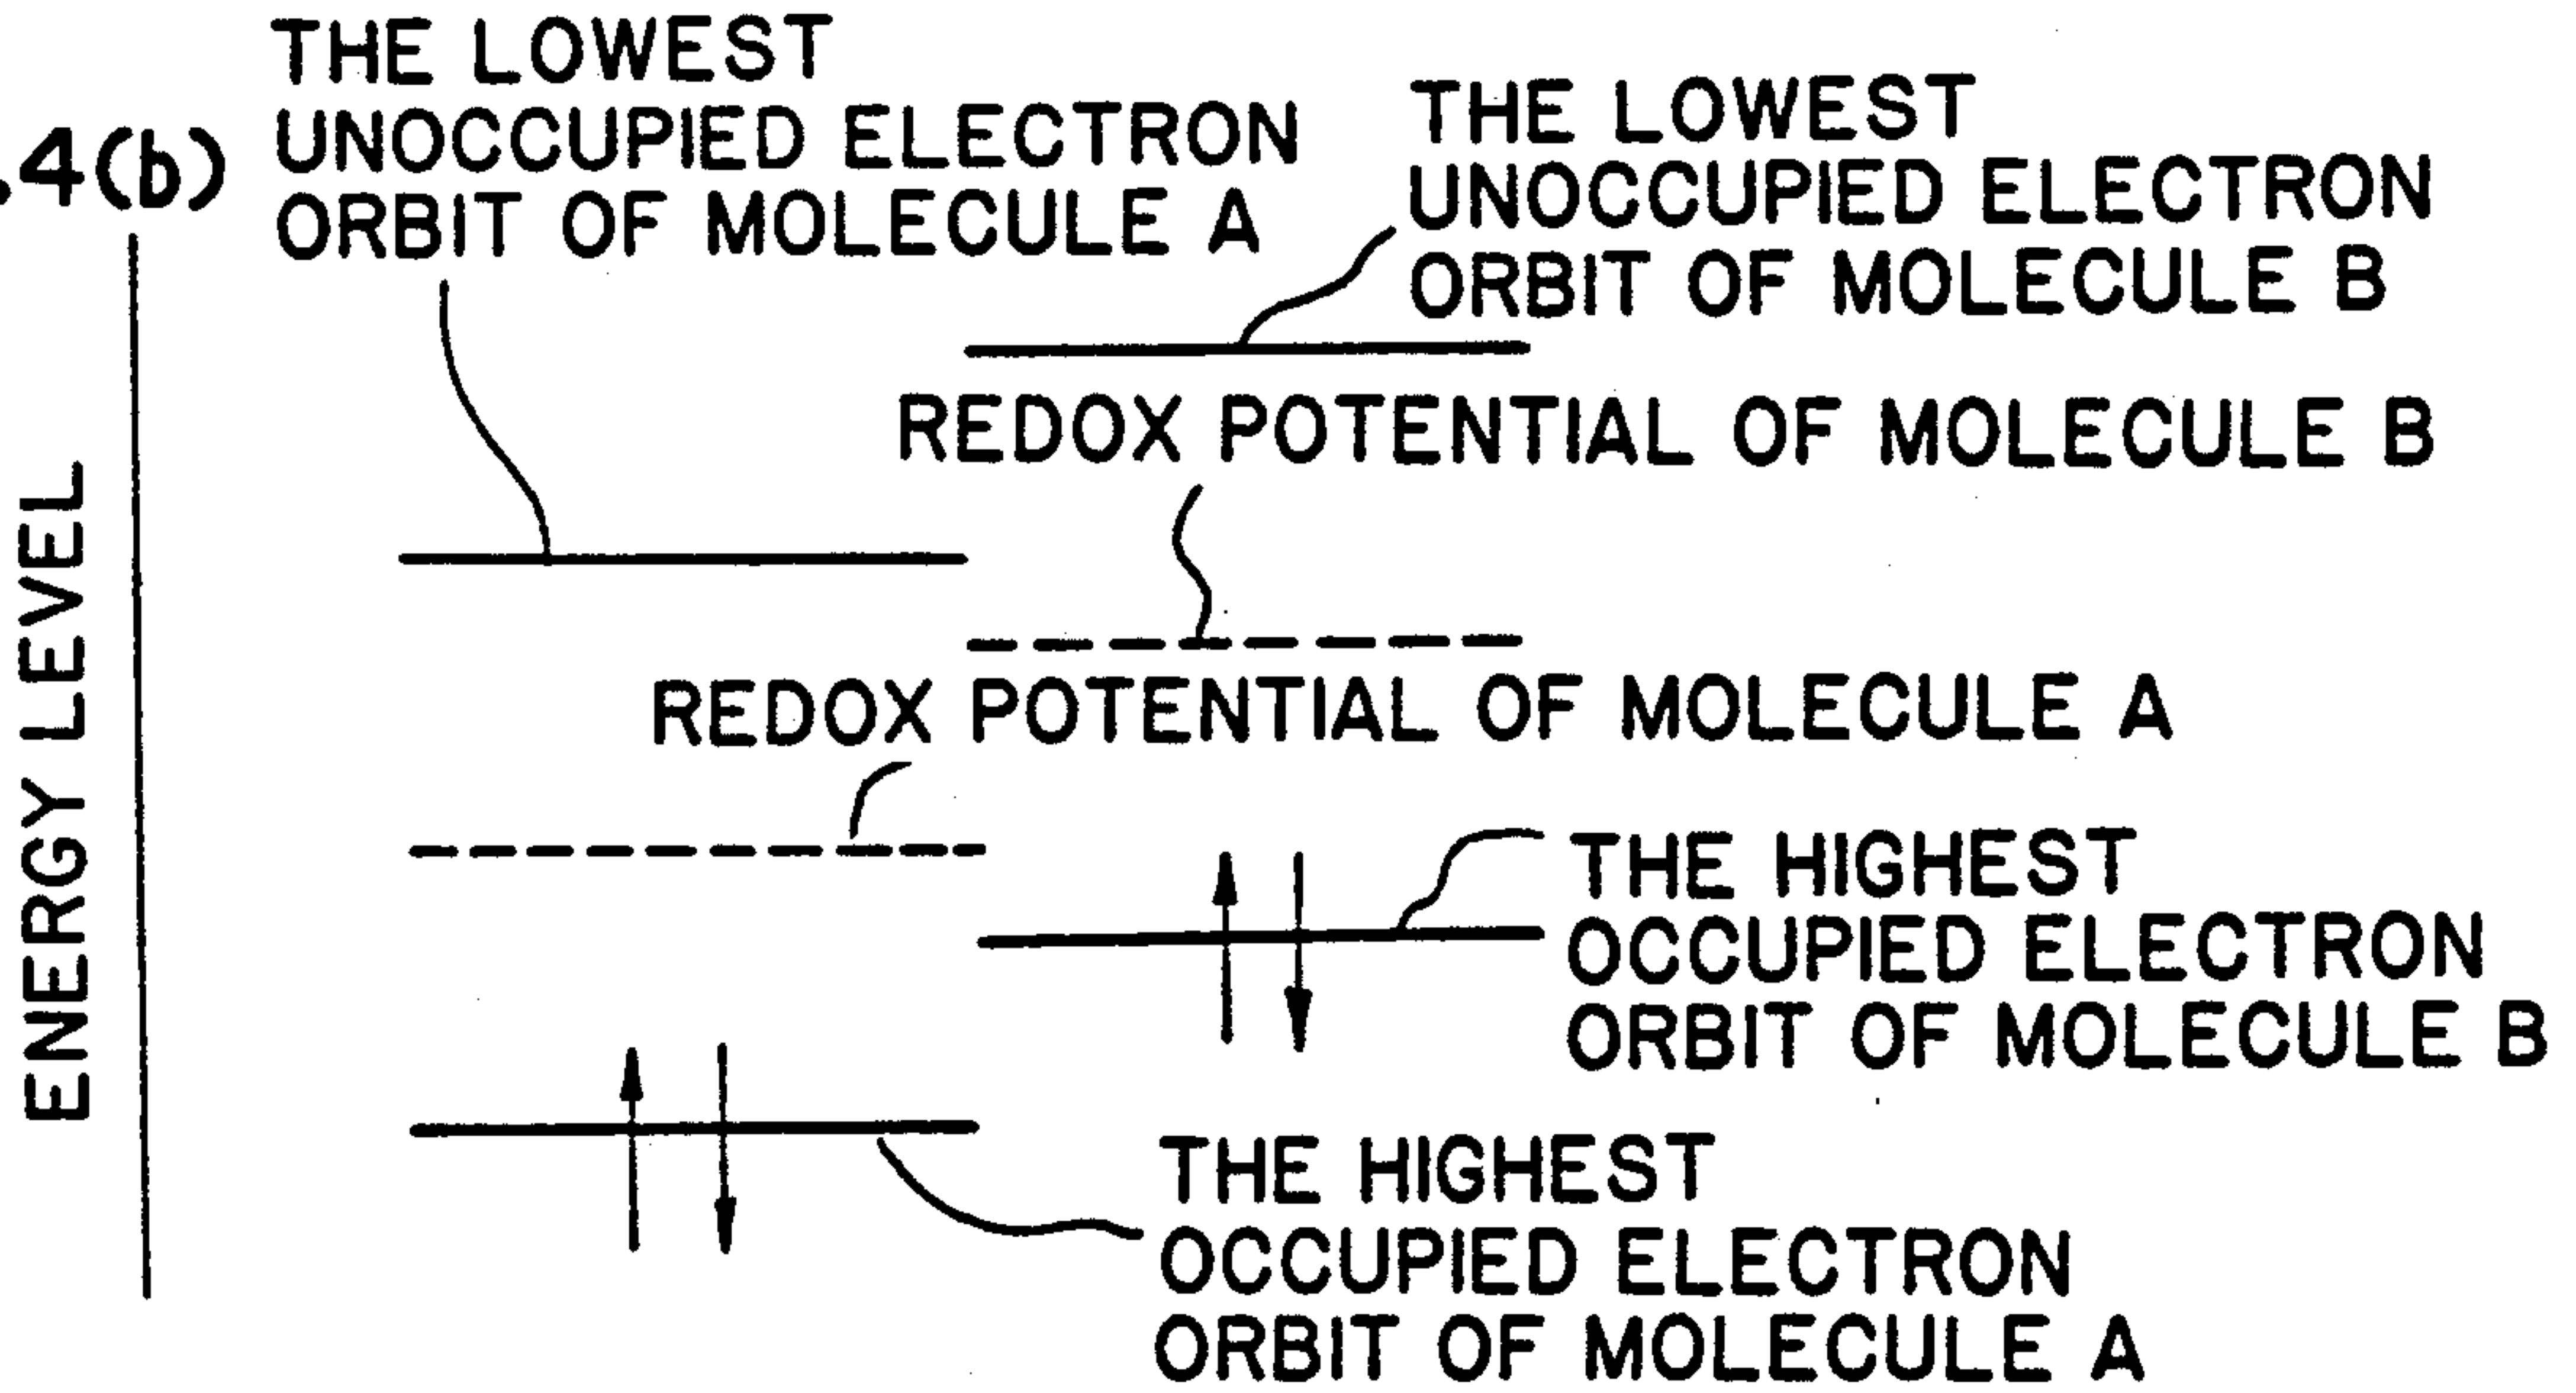 .4(b)
THE LOWEST
UNOCCUPIED ELECTRON
ORBIT OF MOLECULE A
THE LOWEST
UNOCCUPIED ELECTRON
ORBIT OF MOLECULE B
REDOX POTENTIAL OF MOLECULE B
ENERGY LEVEL
REDOX POTENTIAL OF MOLECULE A
THE HIGHEST
OCCUPIED ELECTRON
ORBIT OF MOLECULE B
THE HIGHEST
OCCUPIED ELECTRON
ORBIT OF MOLECULE A